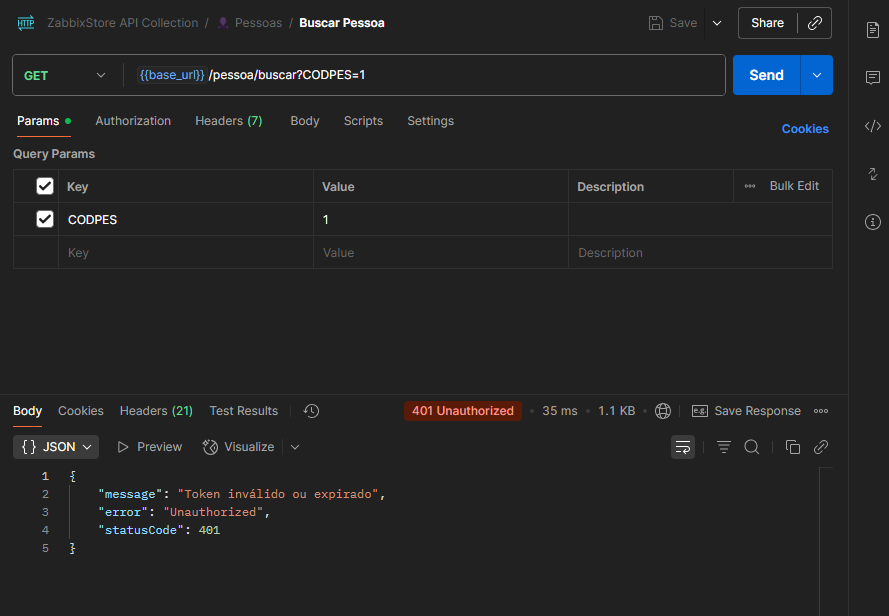 HTTP ZabbixStore API Collection / Pessoas / Buscar Pessoa Save Share
GET {{base_url}} /pessoa/buscar?CODPES=1 Send
Params Authorization Headers (7) Body Scripts Settings Cookies
Query Params
Key Value Description Bulk Edit
CODPES 1
Key Value Description
Body Cookies Headers (21) Test Results 401 Unauthorized • 35 ms • 1.1 KB • e.g. Save Response
{} JSON Preview Visualize
1 {
2 "message": "Token inválido ou expirado",
3 "error": "Unauthorized",
4 "statusCode": 401
5 }